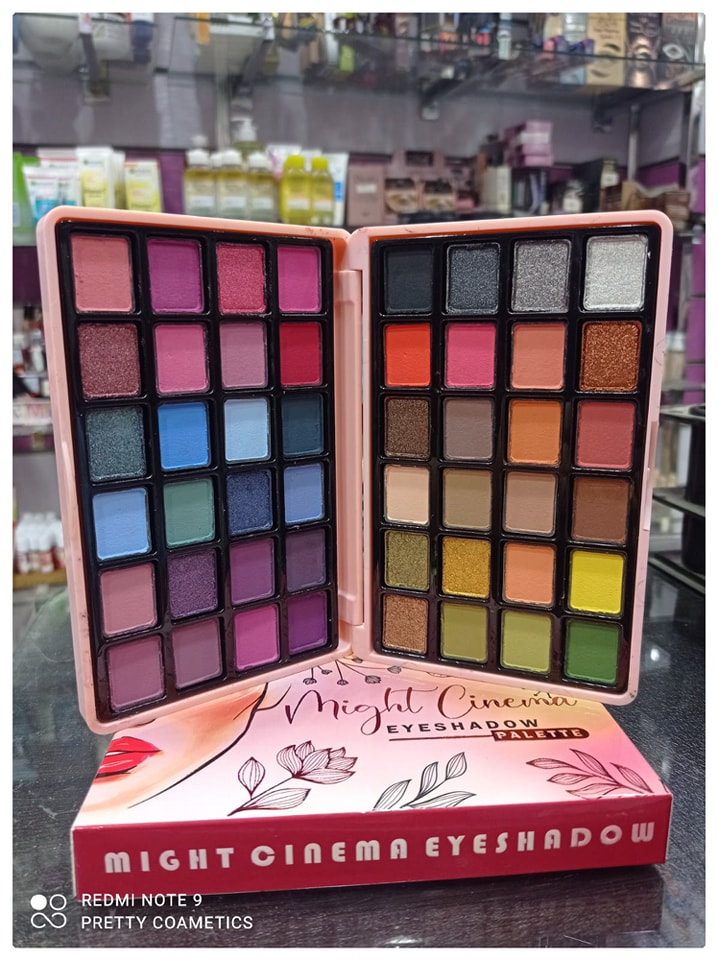 Might Cinema
EYESHADOW
PALETTE
MIGHT CINEMA EYESHADOW
REDMI NOTE 9
PRETTY COAMETICS